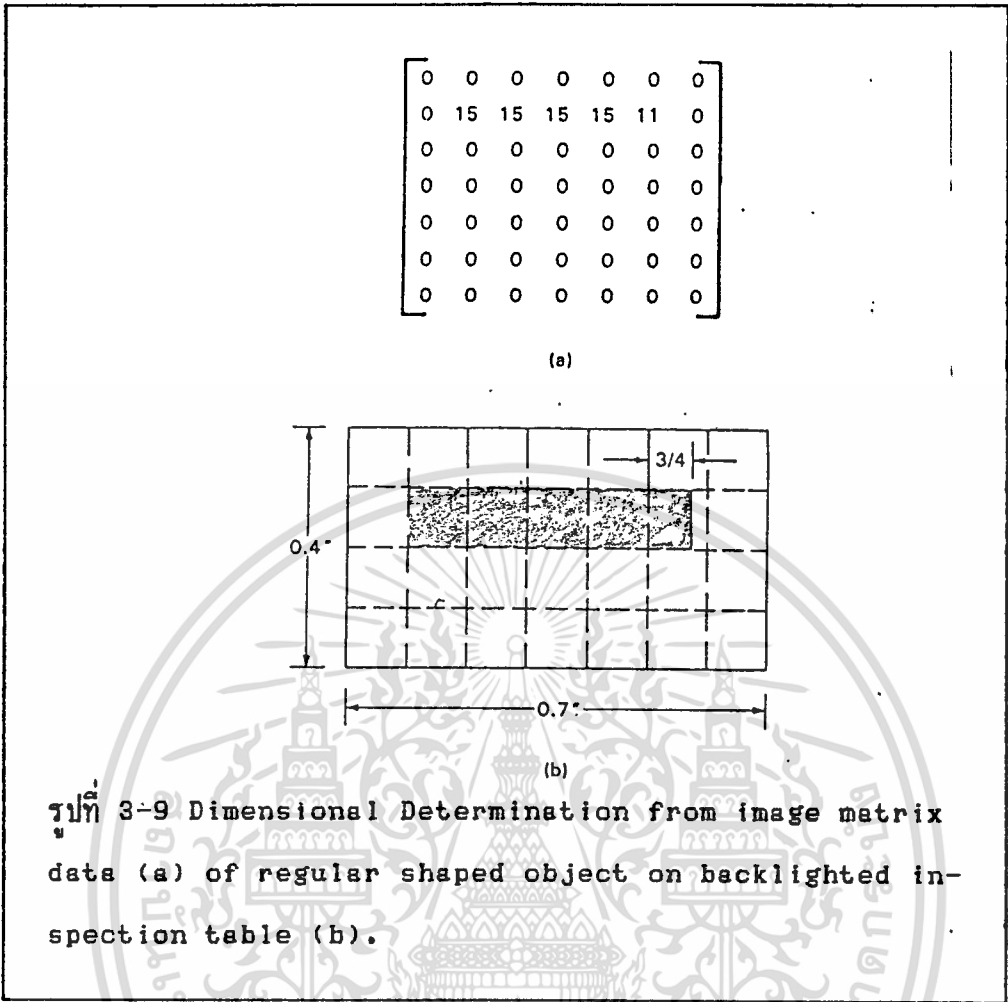 0 0 0 0 0 0 0
0 15 15 15 15 11 0
0 0 0 0 0 0 0
0 0 0 0 0 0 0
0 0 0 0 0 0 0
0 0 0 0 0 0 0
0 0 0 0 0 0 0
(a)
3/4
0.4"
0.7"
(b)
รูปที่ 3-9 Dimensional Determination from image matrix
data (a) of regular shaped object on backlighted in-
spection table (b).